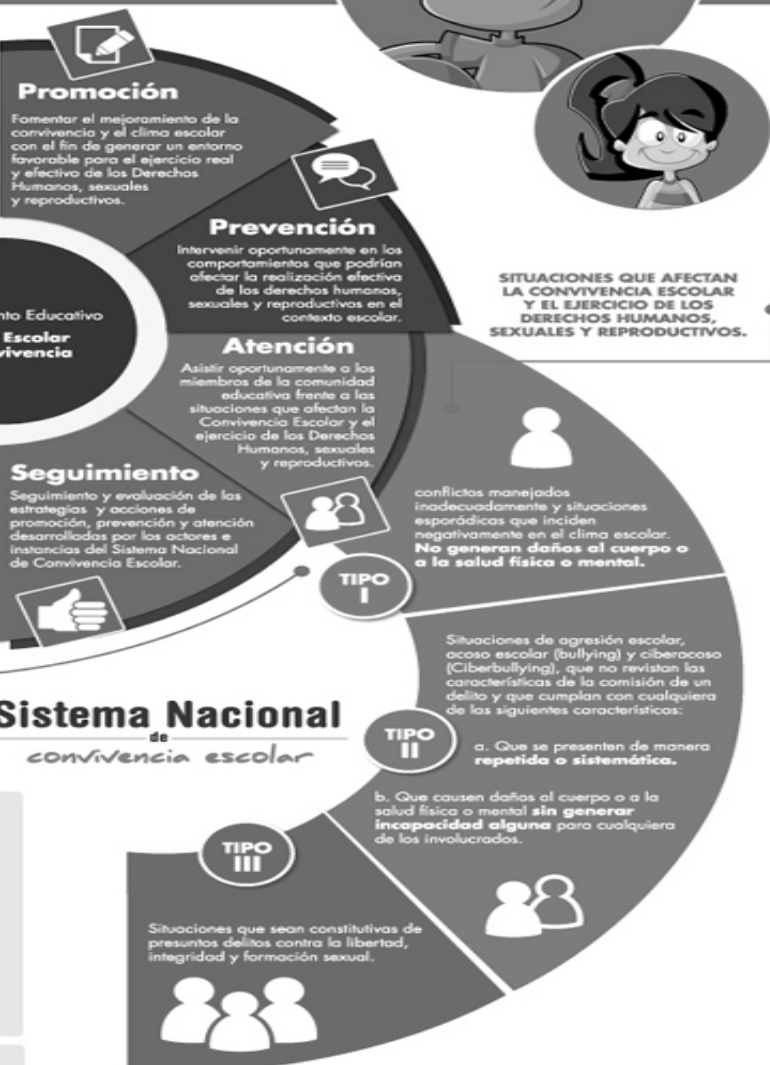 Promoción
Fomentar el mejoramiento de la
convivencia y el clima escolar
con el fin de generar un entorno
favorable para el ejercicio real
y efectivo de los Derechos
Humanos, sexuales
y reproductivos.
Prevención
Intervenir oportunamente en los
comportamientos que podrían
afectar la realización efectiva
de los derechos humanos,
sexuales y reproductivos en el
contexto escolar.
Atención
Asistir oportunamente a los
miembros de la comunidad
educativa frente a las
situaciones que afectan la
Convivencia Escolar y el
ejercicio de los Derechos
Humanos, sexuales
y reproductivos.
Seguimiento
Seguimiento y evaluación de las
estrategias y acciones de
promoción, prevención y atención
desarrolladas por los actores e
instancias del Sistema Nacional
de Convivencia Escolar.
nto Educativo
Escolar
vivencia
SITUACIONES QUE AFECTAN
LA CONVIVENCIA ESCOLAR
Y EL EJERCICIO DE LOS
DERECHOS HUMANOS,
SEXUALES Y REPRODUCTIVOS.
TIPO
I
conflictos manejados
inadecuadamente y situaciones
esporádicas que inciden
negativamente en el clima escolar.
No generan daños al cuerpo o
a la salud física o mental.
TIPO
II
Situaciones de agresión escolar,
acoso escolar (bullying) y ciberacoso
(Ciberbullying), que no revistan las
características de la comisión de un
delito y que cumplan con cualquiera
de las siguientes características:
a. Que se presenten de manera
repetida o sistemática.
b. Que causen daños al cuerpo o a la
salud física o mental sin generar
incapacidad alguna para cualquiera
de los involucrados.
TIPO
III
Situaciones que sean constitutivas de
presuntos delitos contra la libertad,
integridad y formación sexual.
Sistema Nacional
de
convivencia escolar